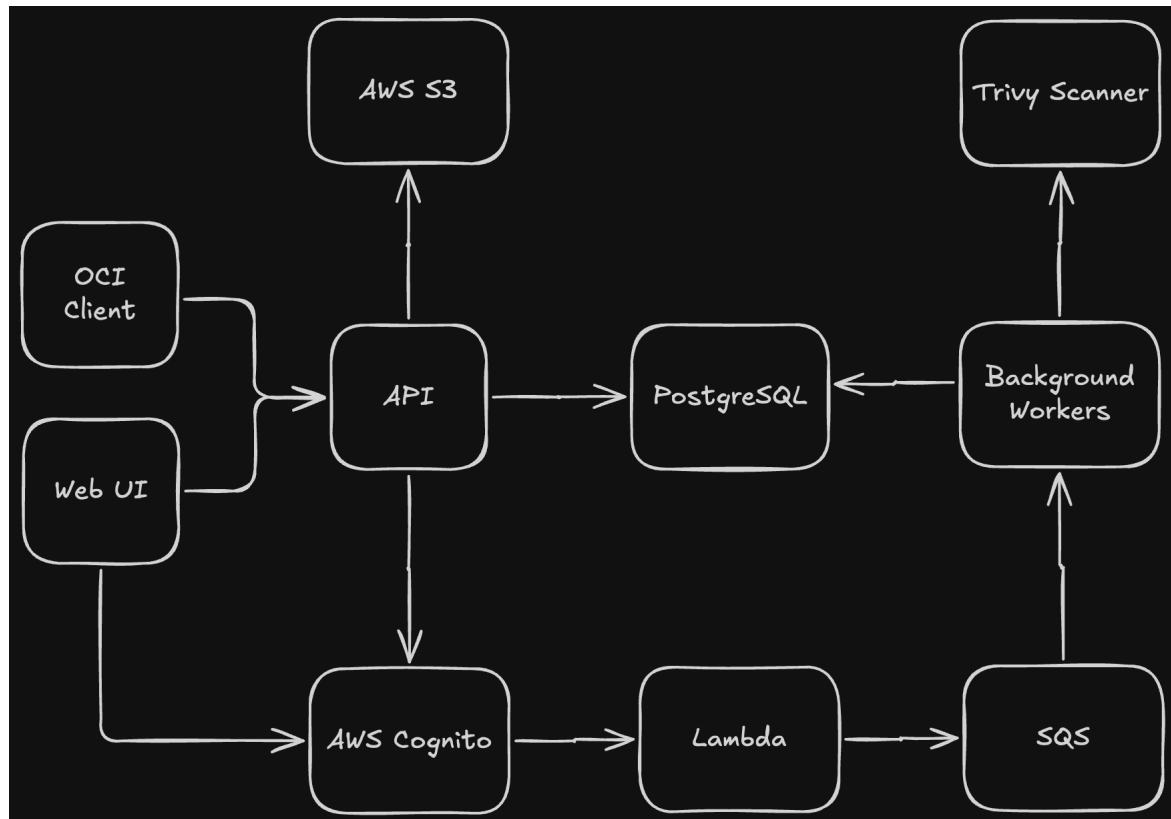 AWS S3
Trivy Scanner
OCI
Client
API
PostgreSQL
Background
Workers
Web UI
AWS Cognito
Lambda
SQS